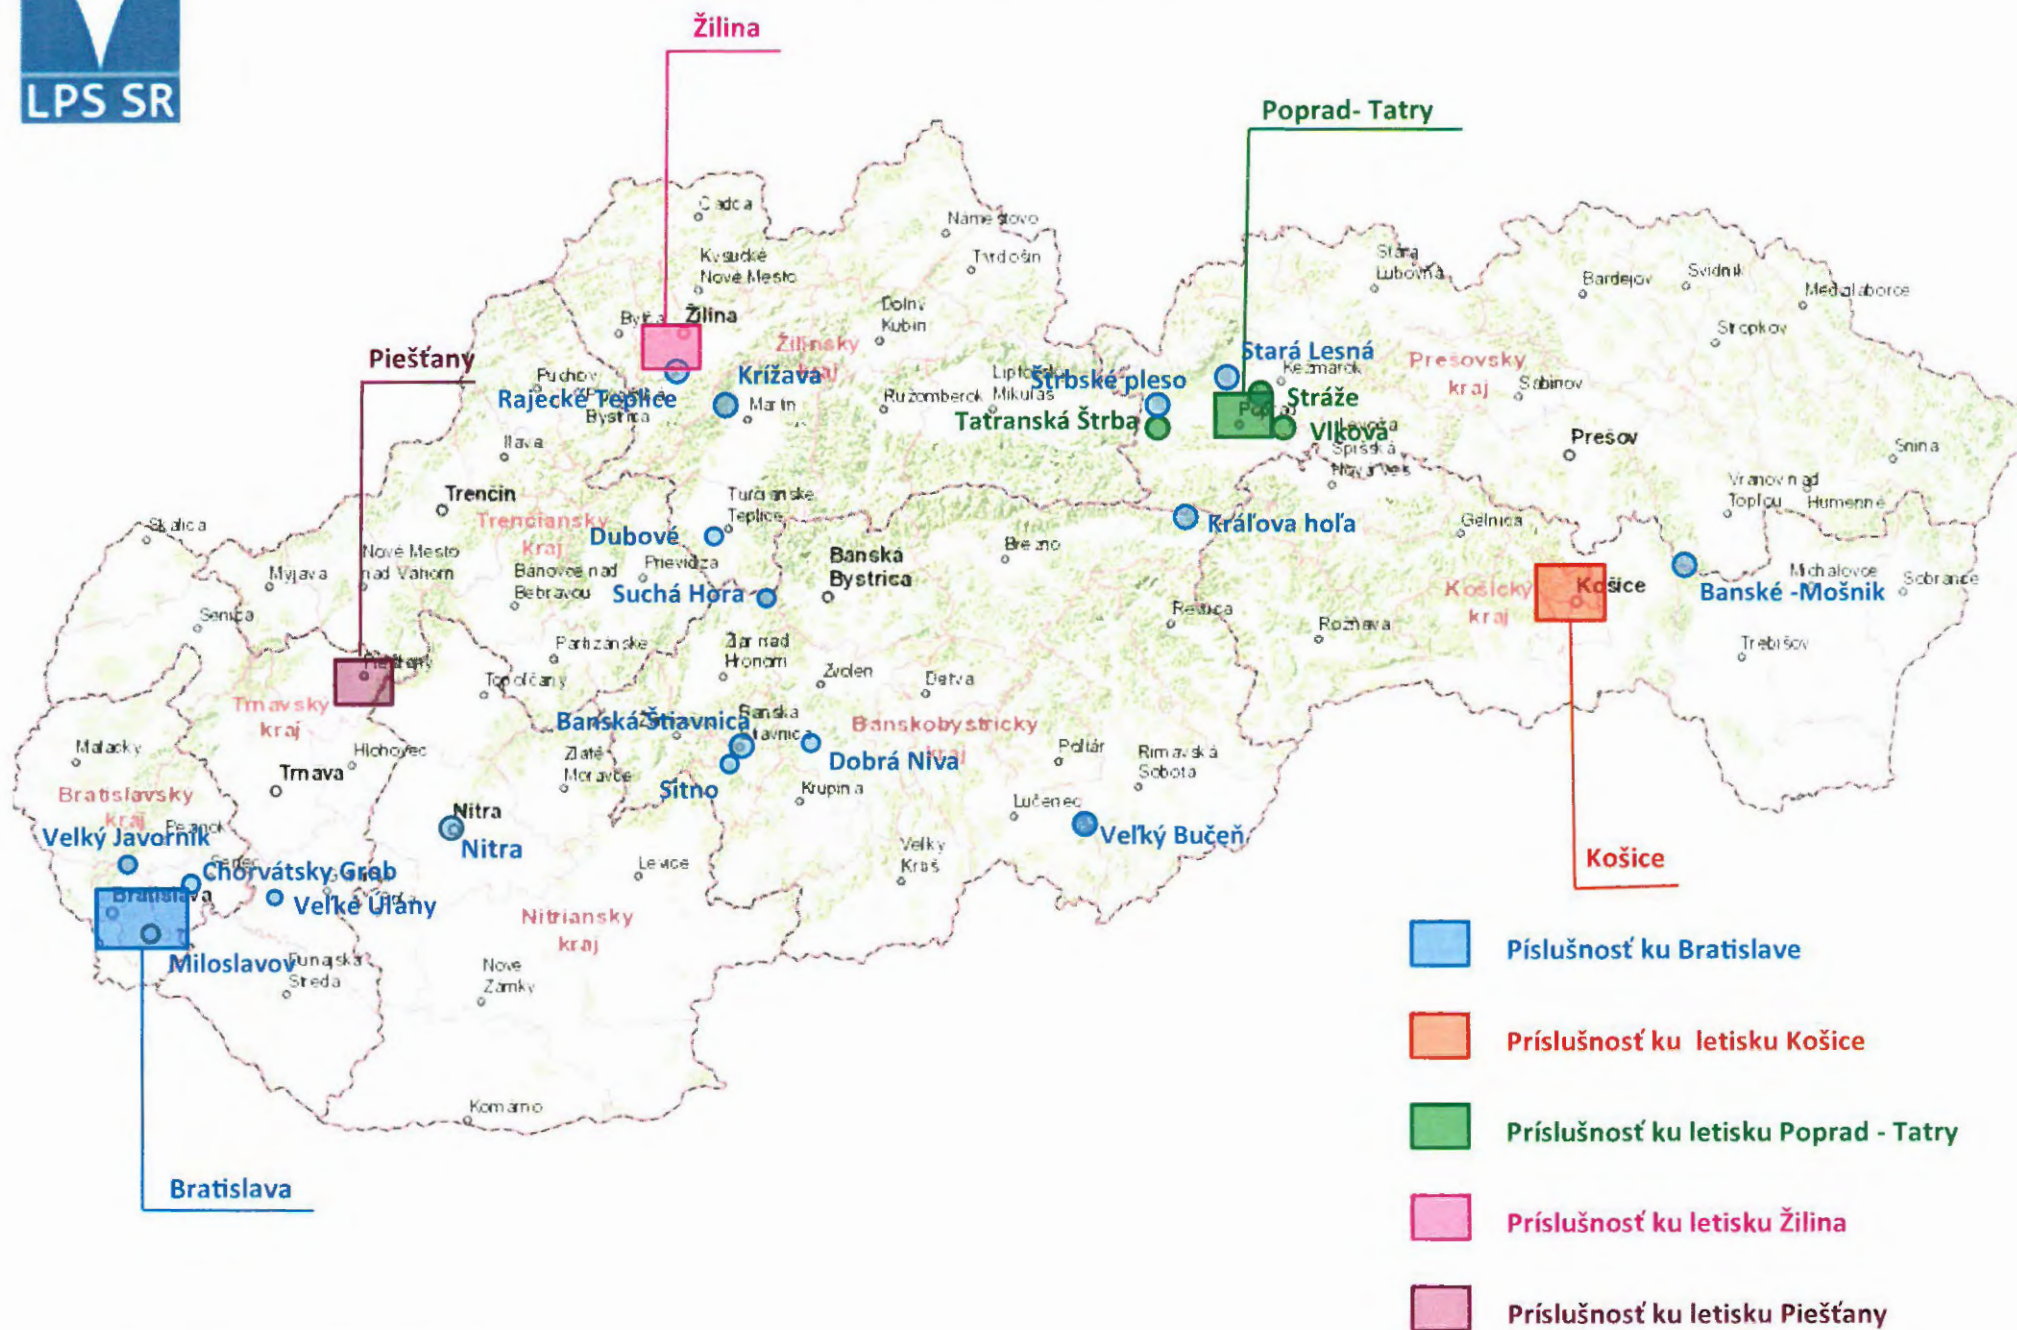 LPS SR
Žilina
Poprad- Tatry
Námestovo
Tvrdošín
Kysucké
Nové Mesto
Stará
Ľubovňa
Bardejov
Svidník
Medzilaborce
Stropkov
Bytča
Žilina
Dolný
Kubín
Žilinský
kraj
Piešťany
Púchov
Bystrica
Rajecké Teplice
Krížava
Martin
Ružomberok
Mikuláš
Štrbské pleso
Stará Lesná
Kežmarok
Prešovský
kraj
Sabinov
Tatranská Štrba
Poprad
Stráže
Vlková
Levoča
Spišská
Nová Ves
Prešov
Snina
Ilava
Trenčín
Trenčiansky
kraj
Turčianske
Teplice
Vranov nad
Topľou
Humenné
Skalica
Dubové
Kráľova hoľa
Gelnica
Nové Mesto
nad Váhom
Myjava
Bánovce nad
Bebravou
Prievidza
Banská
Bystrica
Brezno
Suchá Hora
Košický
kraj
Košice
Banské -Mošnik
Michalovce
Sobrance
Senica
Revúca
Rožňava
Trebišov
Partizánske
Žiar nad
Hronom
Zvolen
Detva
Piešťany
Topoľčany
Trnavský
kraj
Banská Štiavnica
Banská
Štiavnica
Banskobystrický
kraj
Malacky
Hlohovec
Trnava
Zlaté
Moravce
Sitno
Dobrá Niva
Poltár
Rimavská
Sobota
Bratislavský
kraj
Krupina
Lučenec
Pezinok
Velký Javorník
Nitra
Nitra
Veľký Bučeň
Veľký
Senec
Chorvátsky Grob
Levice
Košice
Bratislava
Veľké Úľany
Nitriansky
kraj
Miloslavov
Dunajská
Streda
Nové
Zámky
Komárno
Bratislava
Píslušnosť ku Bratislave
Príslušnosť ku letisku Košice
Príslušnosť ku letisku Poprad - Tatry
Príslušnosť ku letisku Žilina
Príslušnosť ku letisku Piešťany